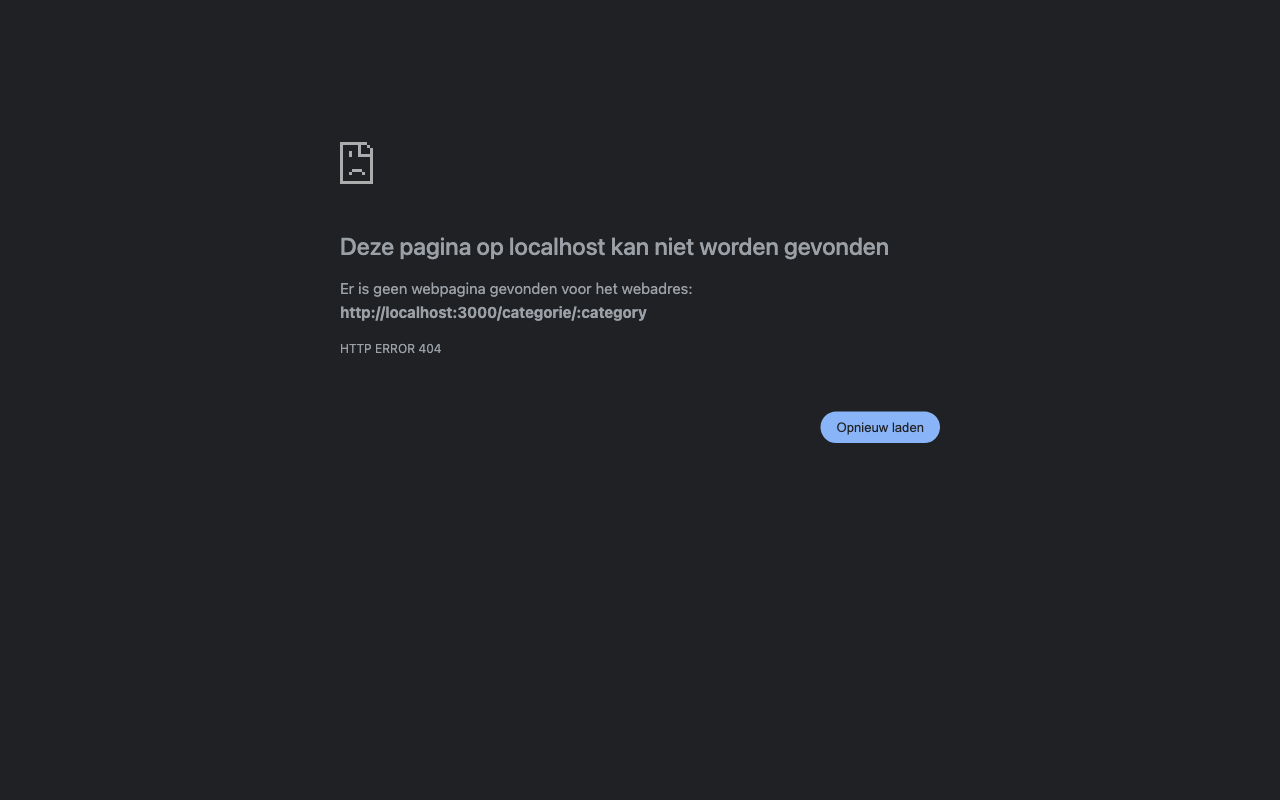 Deze pagina op localhost kan niet worden gevonden
Er is geen webpagina gevonden voor het webadres:
http://localhost:3000/categorie/:category
HTTP ERROR 404
Opnieuw laden